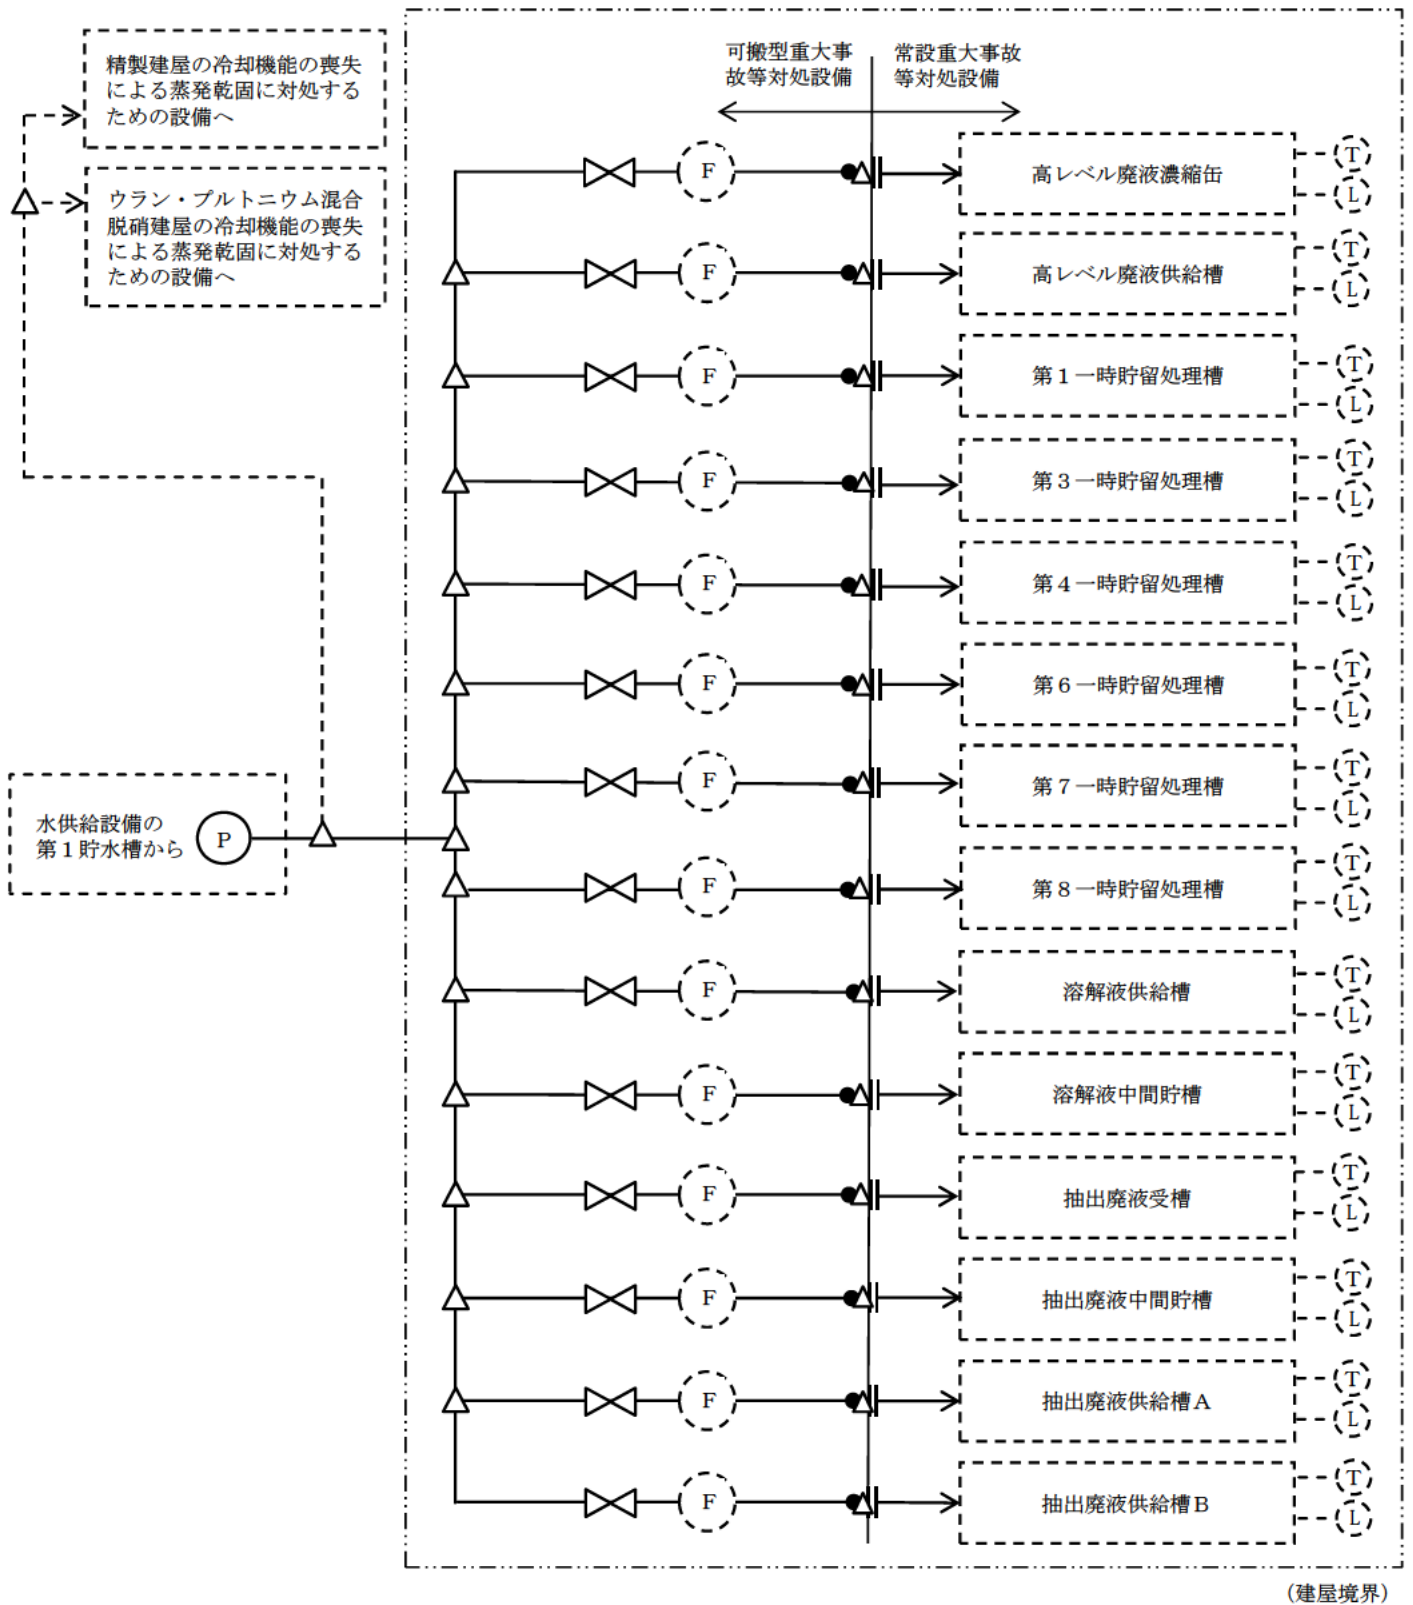 精製建屋の冷却機能の喪失
による蒸発乾固に対処する
ための設備へ
ウラン・プルトニウム混合
脱硝建屋の冷却機能の喪失
による蒸発乾固に対処する
ための設備へ
水供給設備の
第1貯水槽から
P
可搬型重大事
故等対処設備
常設重大事故
等対処設備
F
高レベル廃液濃縮缶
T
L
F
高レベル廃液供給槽
T
L
F
第1一時貯留処理槽
T
L
F
第3一時貯留処理槽
T
L
F
第4一時貯留処理槽
T
L
F
第6一時貯留処理槽
T
L
F
第7一時貯留処理槽
T
L
F
第8一時貯留処理槽
T
L
F
溶解液供給槽
T
L
F
溶解液中間貯槽
T
L
F
抽出廃液受槽
T
L
F
抽出廃液中間貯槽
T
L
F
抽出廃液供給槽A
T
L
F
抽出廃液供給槽B
T
L
(建屋境界)